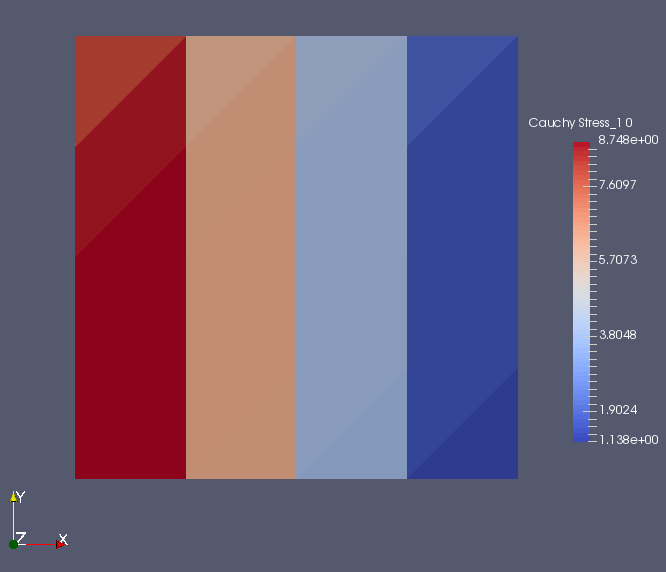 Cauchy Stress_1 0
8.748e+00
7.6097
5.7073
3.8048
1.9024
1.138e+00
Y
Z
X